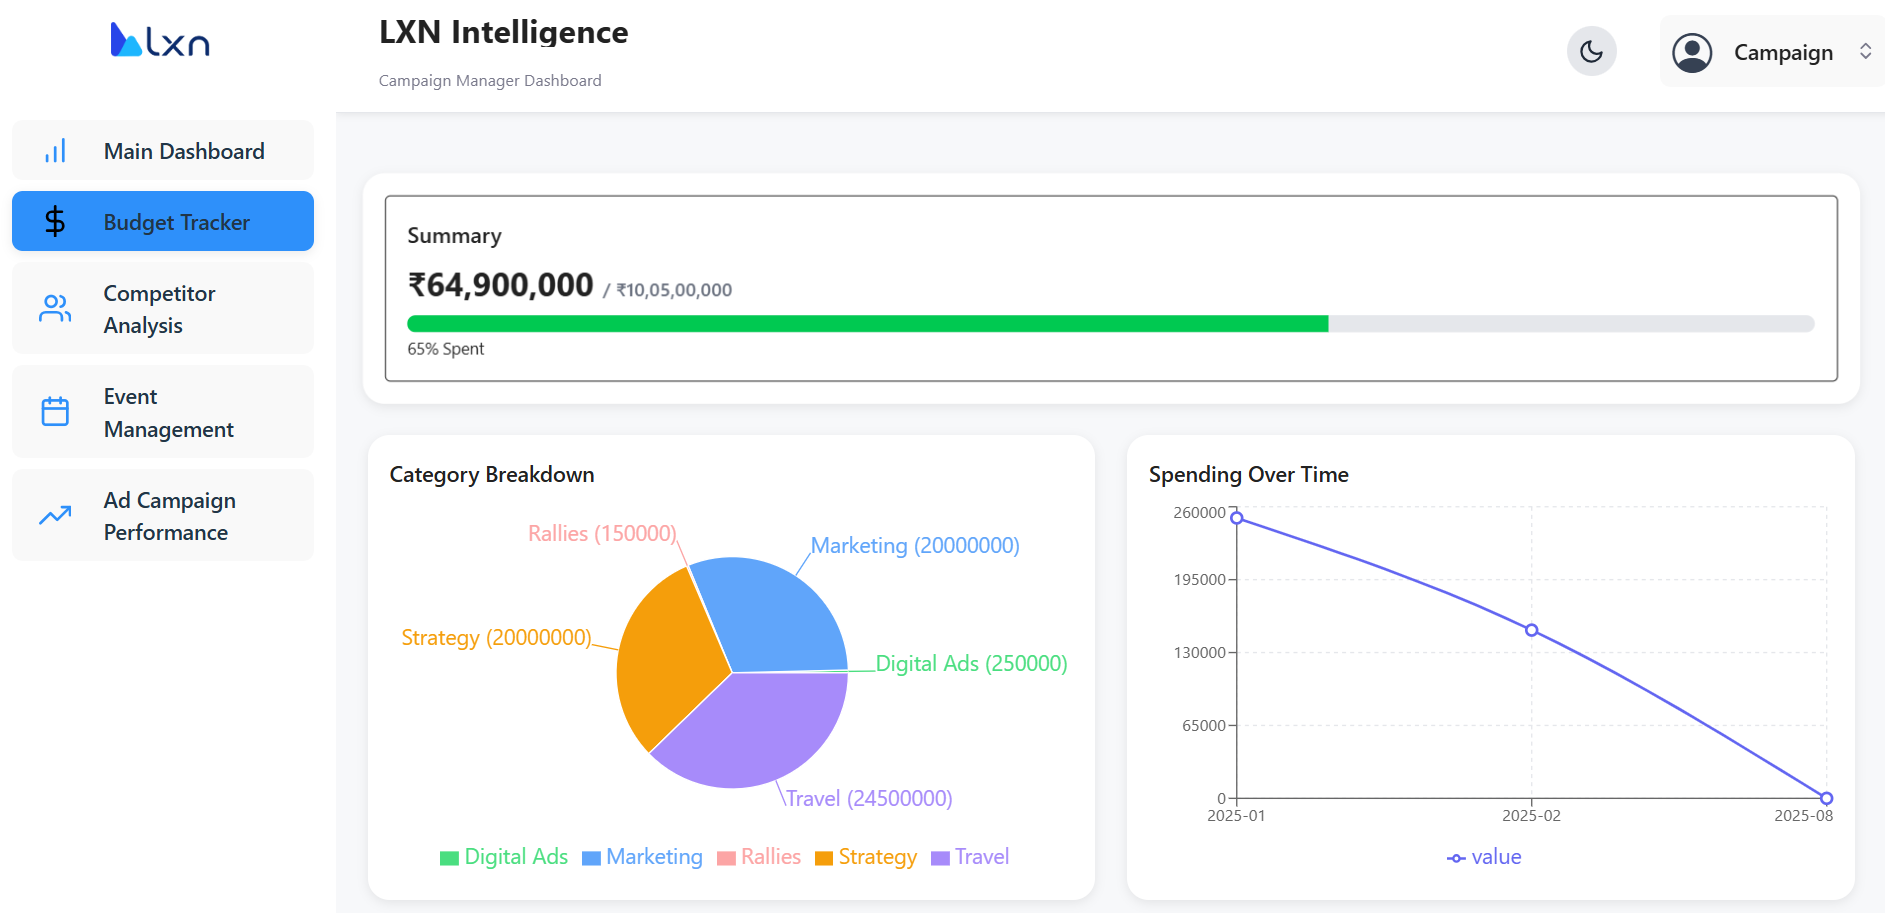 lxn
LXN Intelligence
Campaign Manager Dashboard
Campaign
Main Dashboard
Budget Tracker
Competitor
Analysis
Event
Management
Ad Campaign
Performance
Summary
₹64,900,000 / ₹10,05,00,000
65% Spent
Category Breakdown
Rallies (150000)
Marketing (20000000)
Strategy (20000000)
Digital Ads (250000)
Travel (24500000)
Digital Ads Marketing Rallies Strategy Travel
Spending Over Time
260000
195000
130000
65000
0
2025-01 2025-02 2025-08
value